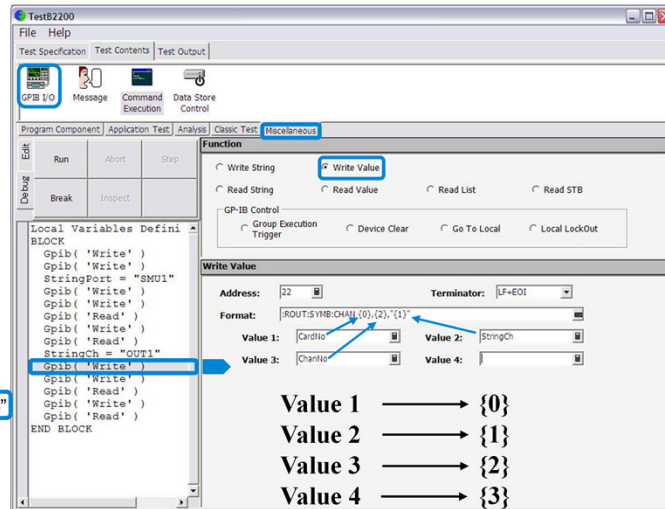 TestB2200
File Help
Test Specification Test Contents Test Output
GPIB I/O Message Command Execution Data Store Control
Program Component Application Test Analysis Classic Test Miscellaneous
Edit
Debug
Run Abort Step
Break Inspect
Local Variables Defini
BLOCK
Gpib( 'Write' )
Gpib( 'Write' )
StringPort = "SMU1"
Gpib( 'Write' )
Gpib( 'Write' )
Gpib( 'Read' )
Gpib( 'Write' )
Gpib( 'Read' )
StringCh = "OUT1"
Gpib( 'Write' )
Gpib( 'Write' )
Gpib( 'Read' )
Gpib( 'Write' )
Gpib( 'Read' )
END BLOCK
Function
Write String Write Value
Read String Read Value Read List Read STB
GP-IB Control
Group Execution Trigger Device Clear Go To Local Local LockOut
Write Value
Address: 22 Terminator: LF+EOI
Format: :ROUT:SYMB:CHAN {0},{2},"{1}"
Value 1: CardNo Value 2: StringCh
Value 3: ChanNo Value 4:
Value 1 → {0}
Value 2 → {1}
Value 3 → {2}
Value 4 → {3}